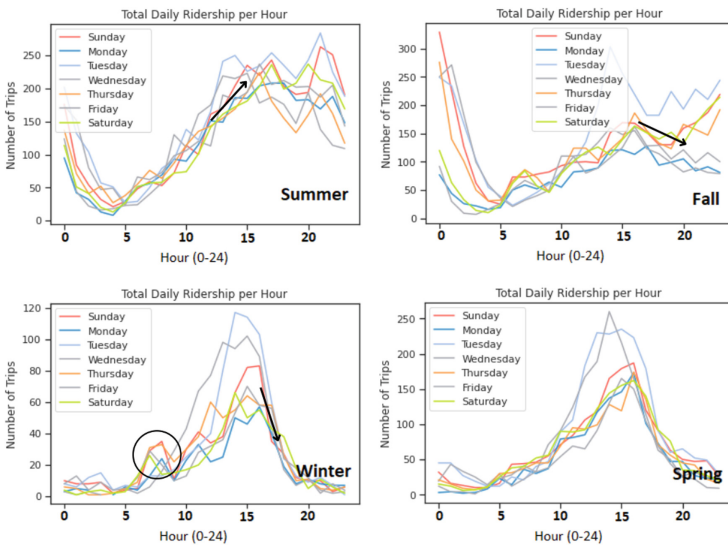 Total Daily Ridership per Hour
Number of Trips
250
200
150
100
50
0
Sunday
Monday
Tuesday
Wednesday
Thursday
Friday
Saturday
Summer
0 5 10 15 20
Hour (0-24)
Total Daily Ridership per Hour
Number of Trips
300
250
200
150
100
50
0
Sunday
Monday
Tuesday
Wednesday
Thursday
Friday
Saturday
Fall
0 5 10 15 20
Hour (0-24)
Total Daily Ridership per Hour
Number of Trips
120
100
80
60
40
20
0
Sunday
Monday
Tuesday
Wednesday
Thursday
Friday
Saturday
Winter
0 5 10 15 20
Hour (0-24)
Total Daily Ridership per Hour
Number of Trips
250
200
150
100
50
0
Sunday
Monday
Tuesday
Wednesday
Thursday
Friday
Saturday
Spring
0 5 10 15 20
Hour (0-24)